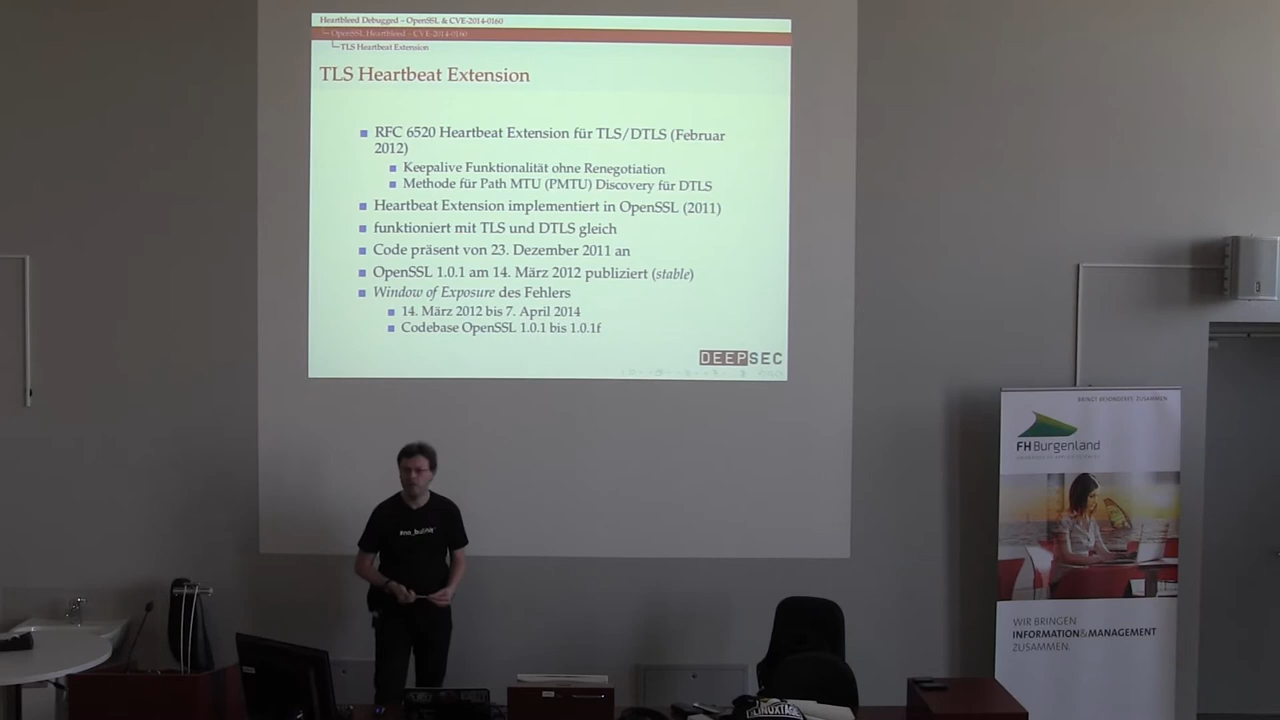 Heartbleed Debugged – OpenSSL & CVE-2014-0160
OpenSSL Heartbleed – CVE-2014-0160
TLS Heartbeat Extension
TLS Heartbeat Extension
RFC 6520 Heartbeat Extension für TLS/DTLS (Februar
2012)
Keepalive Funktionalität ohne Renegotiation
Methode für Path MTU (PMTU) Discovery für DTLS
Heartbeat Extension implementiert in OpenSSL (2011)
funktioniert mit TLS und DTLS gleich
Code präsent von 23. Dezember 2011 an
OpenSSL 1.0.1 am 14. März 2012 publiziert (stable)
Window of Exposure des Fehlers
14. März 2012 bis 7. April 2014
Codebase OpenSSL 1.0.1 bis 1.0.1f
DEEPSEC
BRINGT BESONDERES ZUSAMMEN
FH Burgenland
WIR BRINGEN
INFORMATION&MANAGEMENT
ZUSAMMEN.
LINUXTAGE